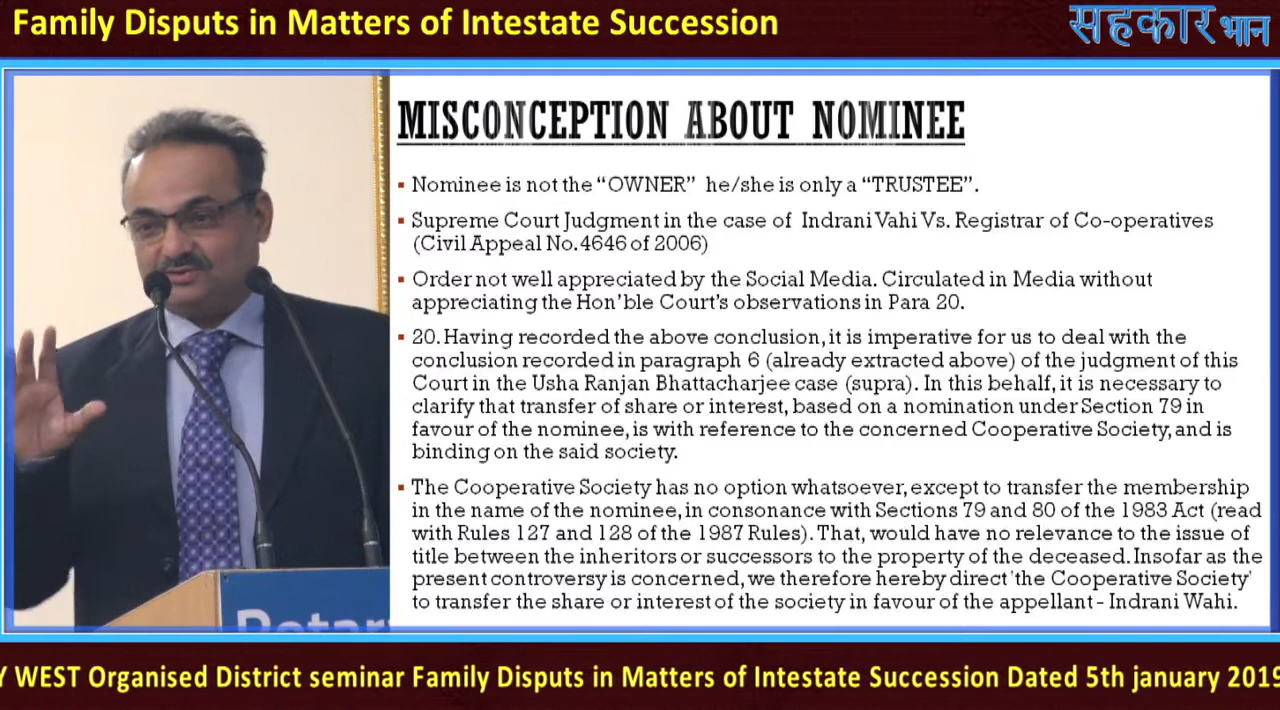 Family Disputs in Matters of Intestate Succession
सहकार भान
MISCONCEPTION ABOUT NOMINEE
▪ Nominee is not the “OWNER” he/she is only a “TRUSTEE”.
▪ Supreme Court Judgment in the case of Indrani Vahi Vs. Registrar of Co-operatives
(Civil Appeal No. 4646 of 2006)
▪ Order not well appreciated by the Social Media. Circulated in Media without
appreciating the Hon’ble Court’s observations in Para 20.
▪ 20. Having recorded the above conclusion, it is imperative for us to deal with the
conclusion recorded in paragraph 6 (already extracted above) of the judgment of this
Court in the Usha Ranjan Bhattacharjee case (supra). In this behalf, it is necessary to
clarify that transfer of share or interest, based on a nomination under Section 79 in
favour of the nominee, is with reference to the concerned Cooperative Society, and is
binding on the said society.
▪ The Cooperative Society has no option whatsoever, except to transfer the membership
in the name of the nominee, in consonance with Sections 79 and 80 of the 1983 Act (read
with Rules 127 and 128 of the 1987 Rules). That, would have no relevance to the issue of
title between the inheritors or successors to the property of the deceased. Insofar as the
present controversy is concerned, we therefore hereby direct 'the Cooperative Society'
to transfer the share or interest of the society in favour of the appellant - Indrani Wahi.
Rotar
Y WEST Organised District seminar Family Disputs in Matters of Intestate Succession Dated 5th january 2019